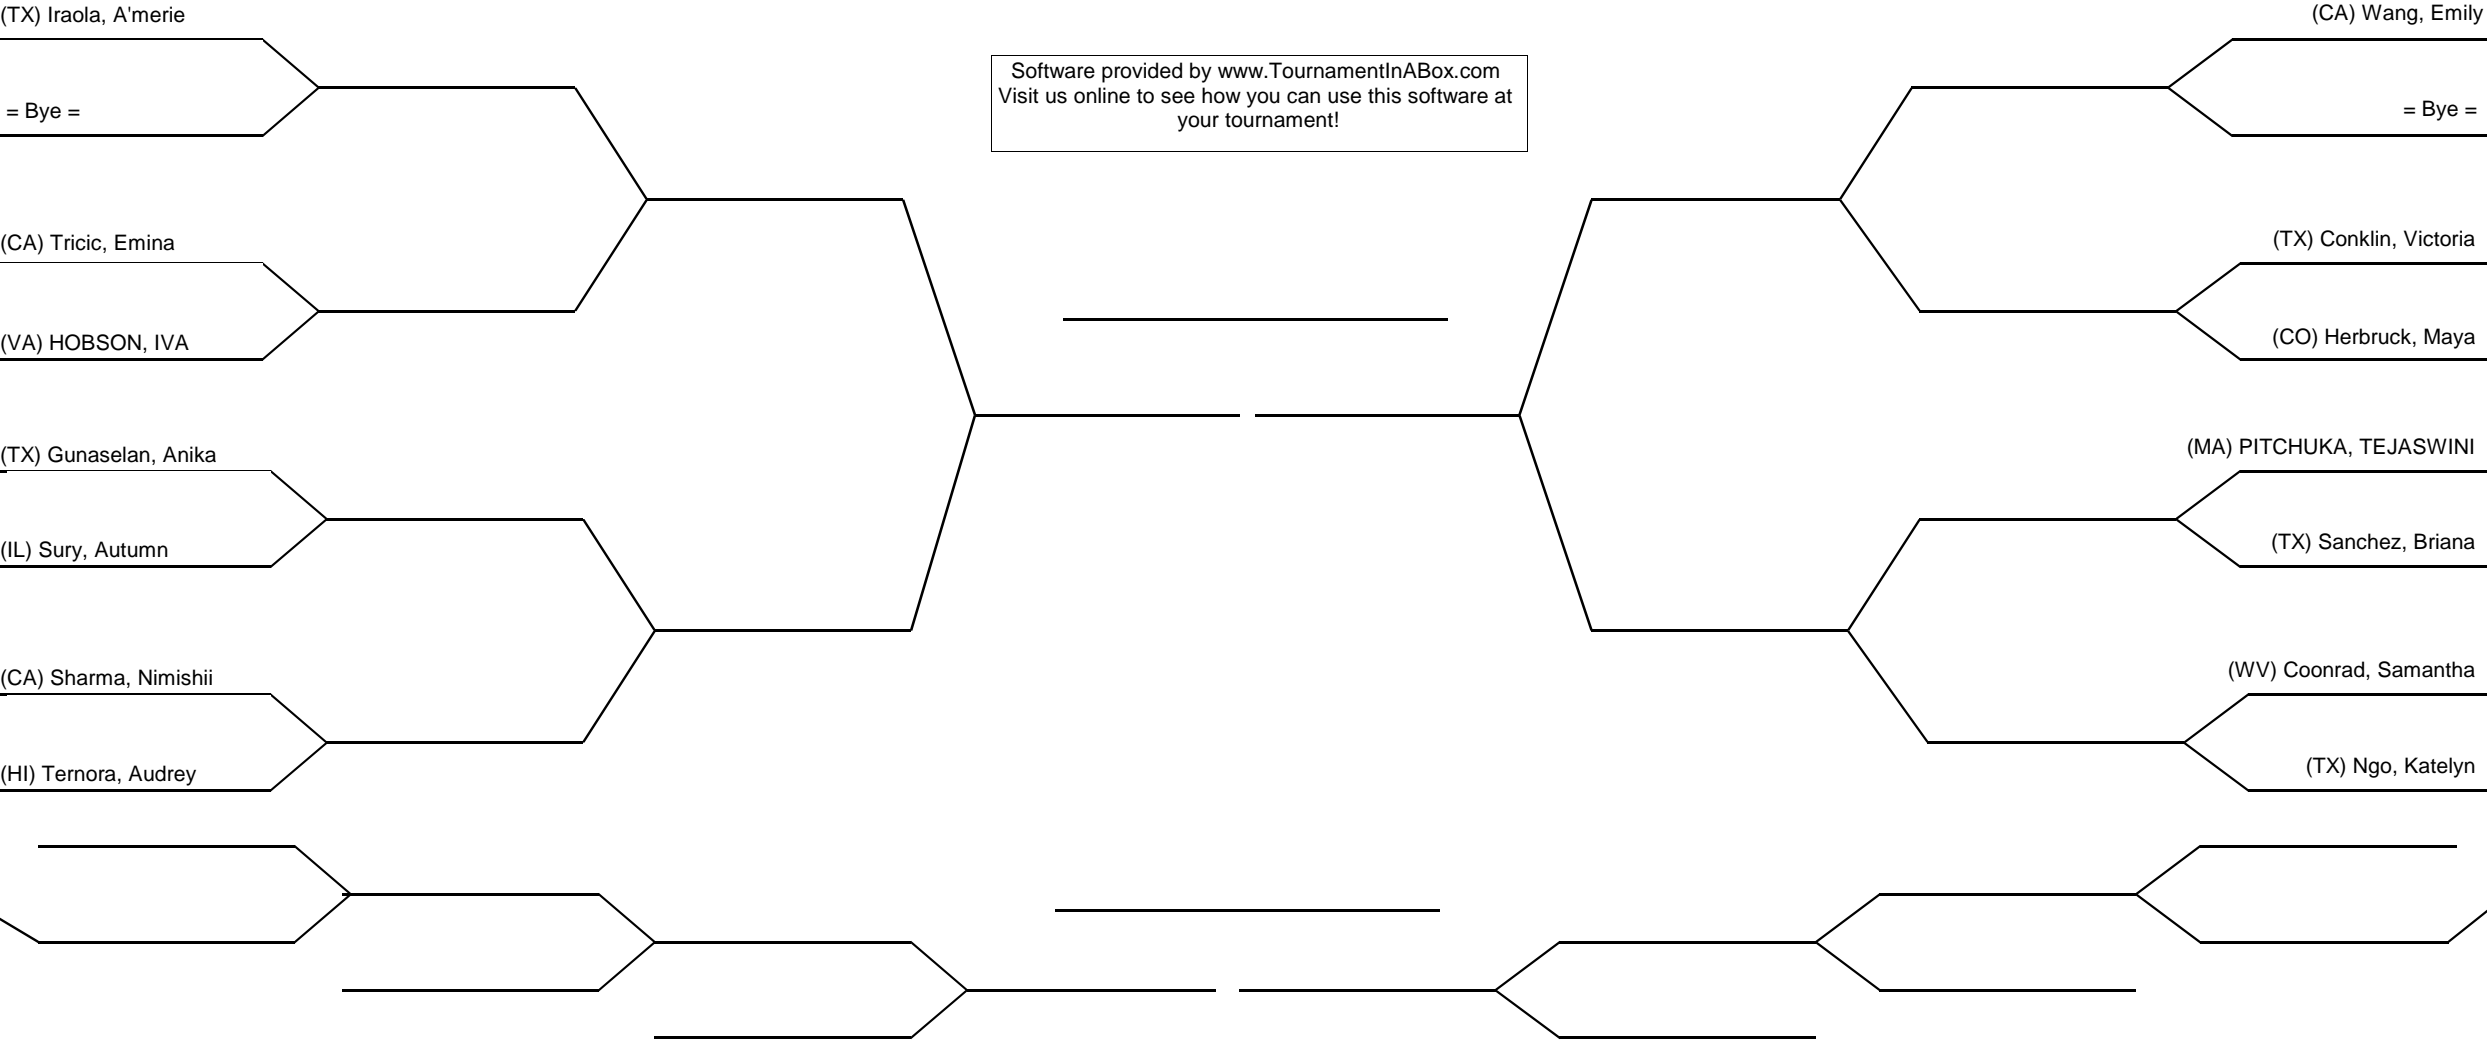 (TX) Iraola, A'merie
= Bye =
(CA) Tricic, Emina
(VA) HOBSON, IVA
(TX) Gunaselan, Anika
(IL) Sury, Autumn
(CA) Sharma, Nimishii
(HI) Ternora, Audrey
Software provided by www.TournamentInABox.com
Visit us online to see how you can use this software at
your tournament!
(CA) Wang, Emily
= Bye =
(TX) Conklin, Victoria
(CO) Herbruck, Maya
(MA) PITCHUKA, TEJASWINI
(TX) Sanchez, Briana
(WV) Coonrad, Samantha
(TX) Ngo, Katelyn